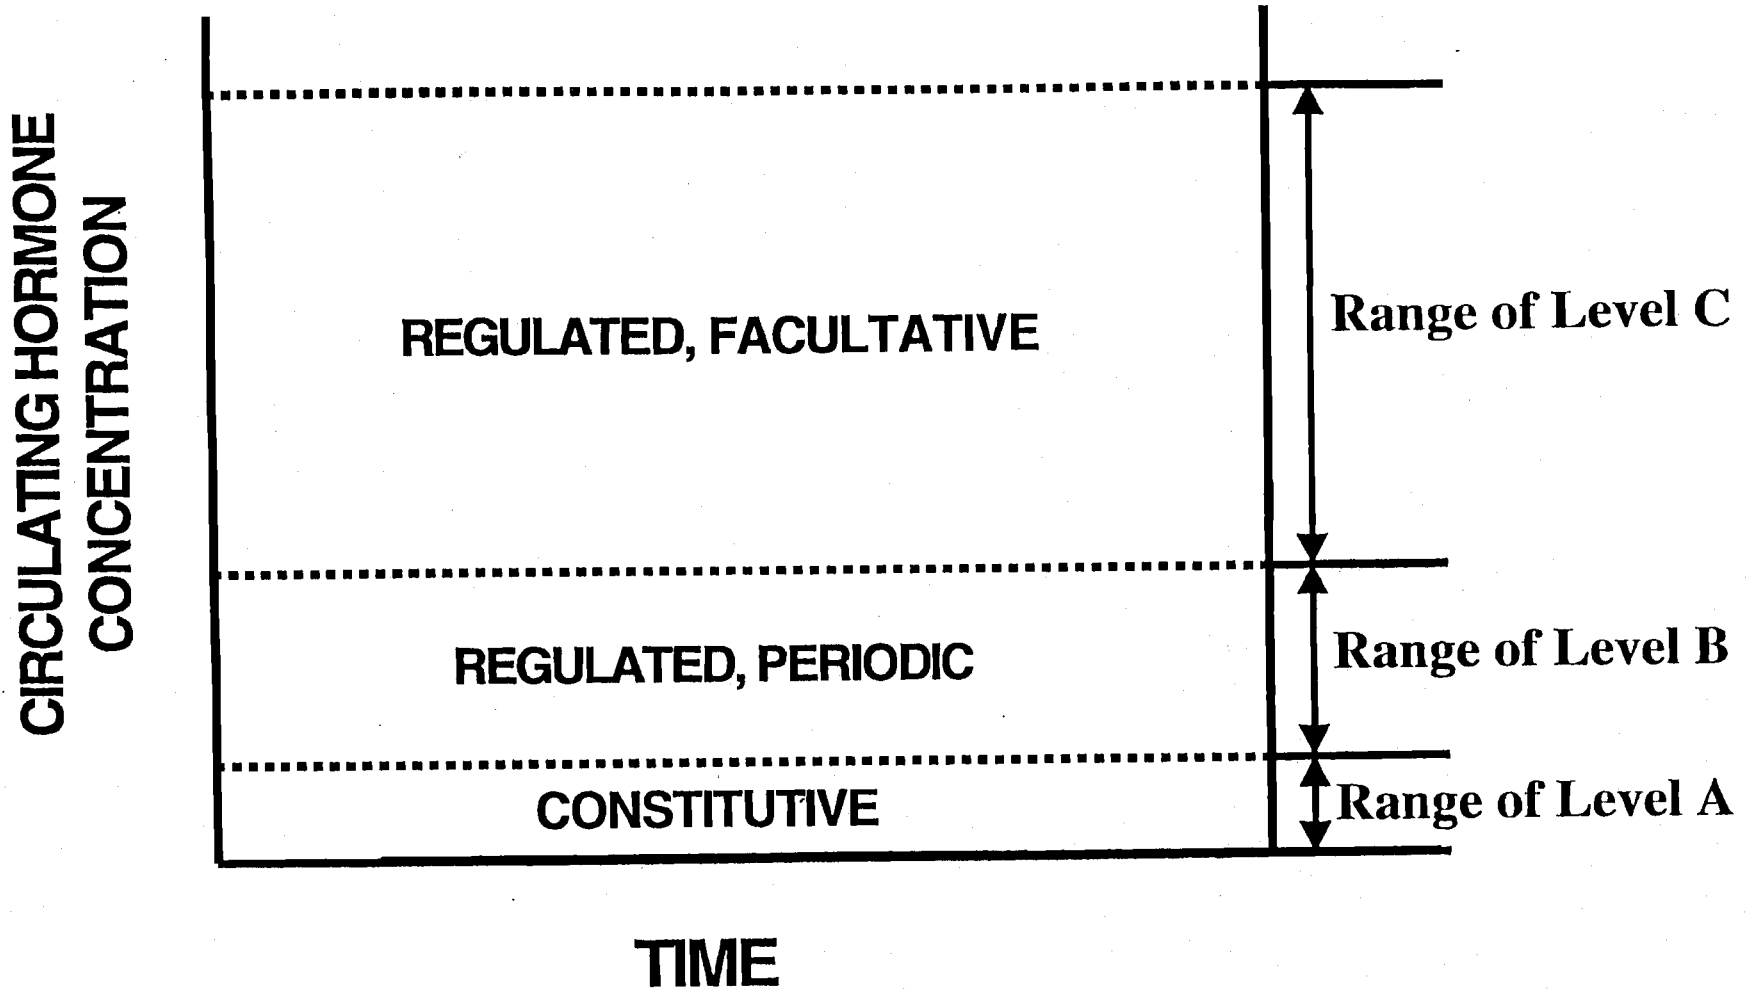 CIRCULATING HORMONE
CONCENTRATION
REGULATED, FACULTATIVE
Range of Level C
REGULATED, PERIODIC
Range of Level B
CONSTITUTIVE
Range of Level A
TIME